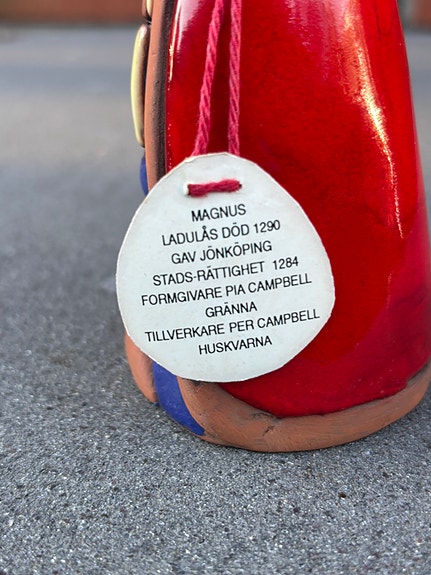 MAGNUS
LADULÅS DÖD 1290
GAV JÖNKÖPING
STADS-RÄTTIGHET 1284
FORMGIVARE PIA CAMPBELL
GRÄNNA
TILLVERKARE PER CAMPBELL
HUSKVARNA